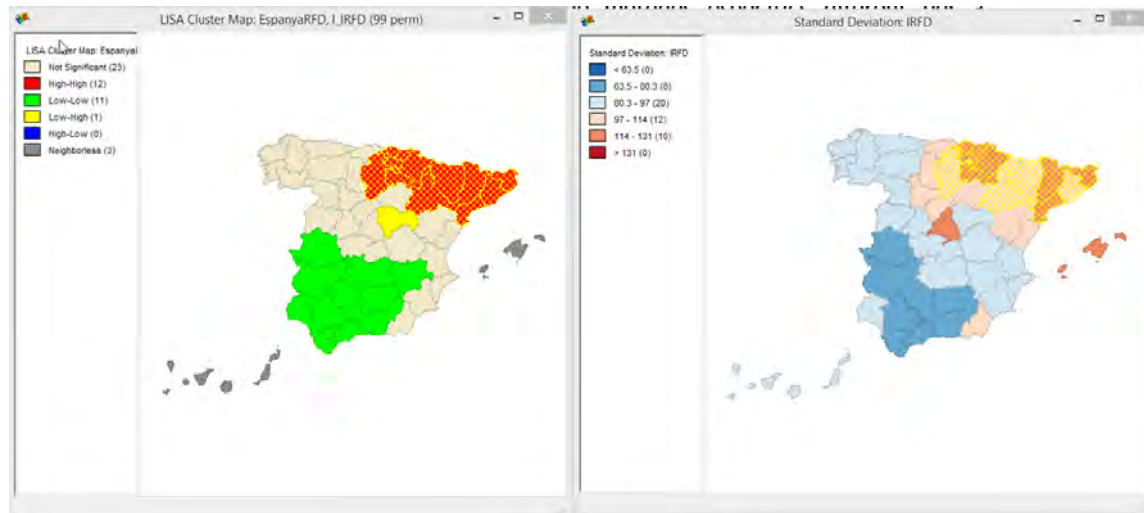 LISA Cluster Map: EspanyaRFD, I_IRFD (99 perm)
LISA Cluster Map: Espanyal
Not Significant (23)
High-High (12)
Low-Low (11)
Low-High (1)
High-Low (0)
Neighborless (3)
Standard Deviation: IRFD
Standard Deviation: IRFD
< 63.5 (0)
63.5 - 80.3 (8)
80.3 - 97 (20)
97 - 114 (12)
114 - 131 (10)
> 131 (0)